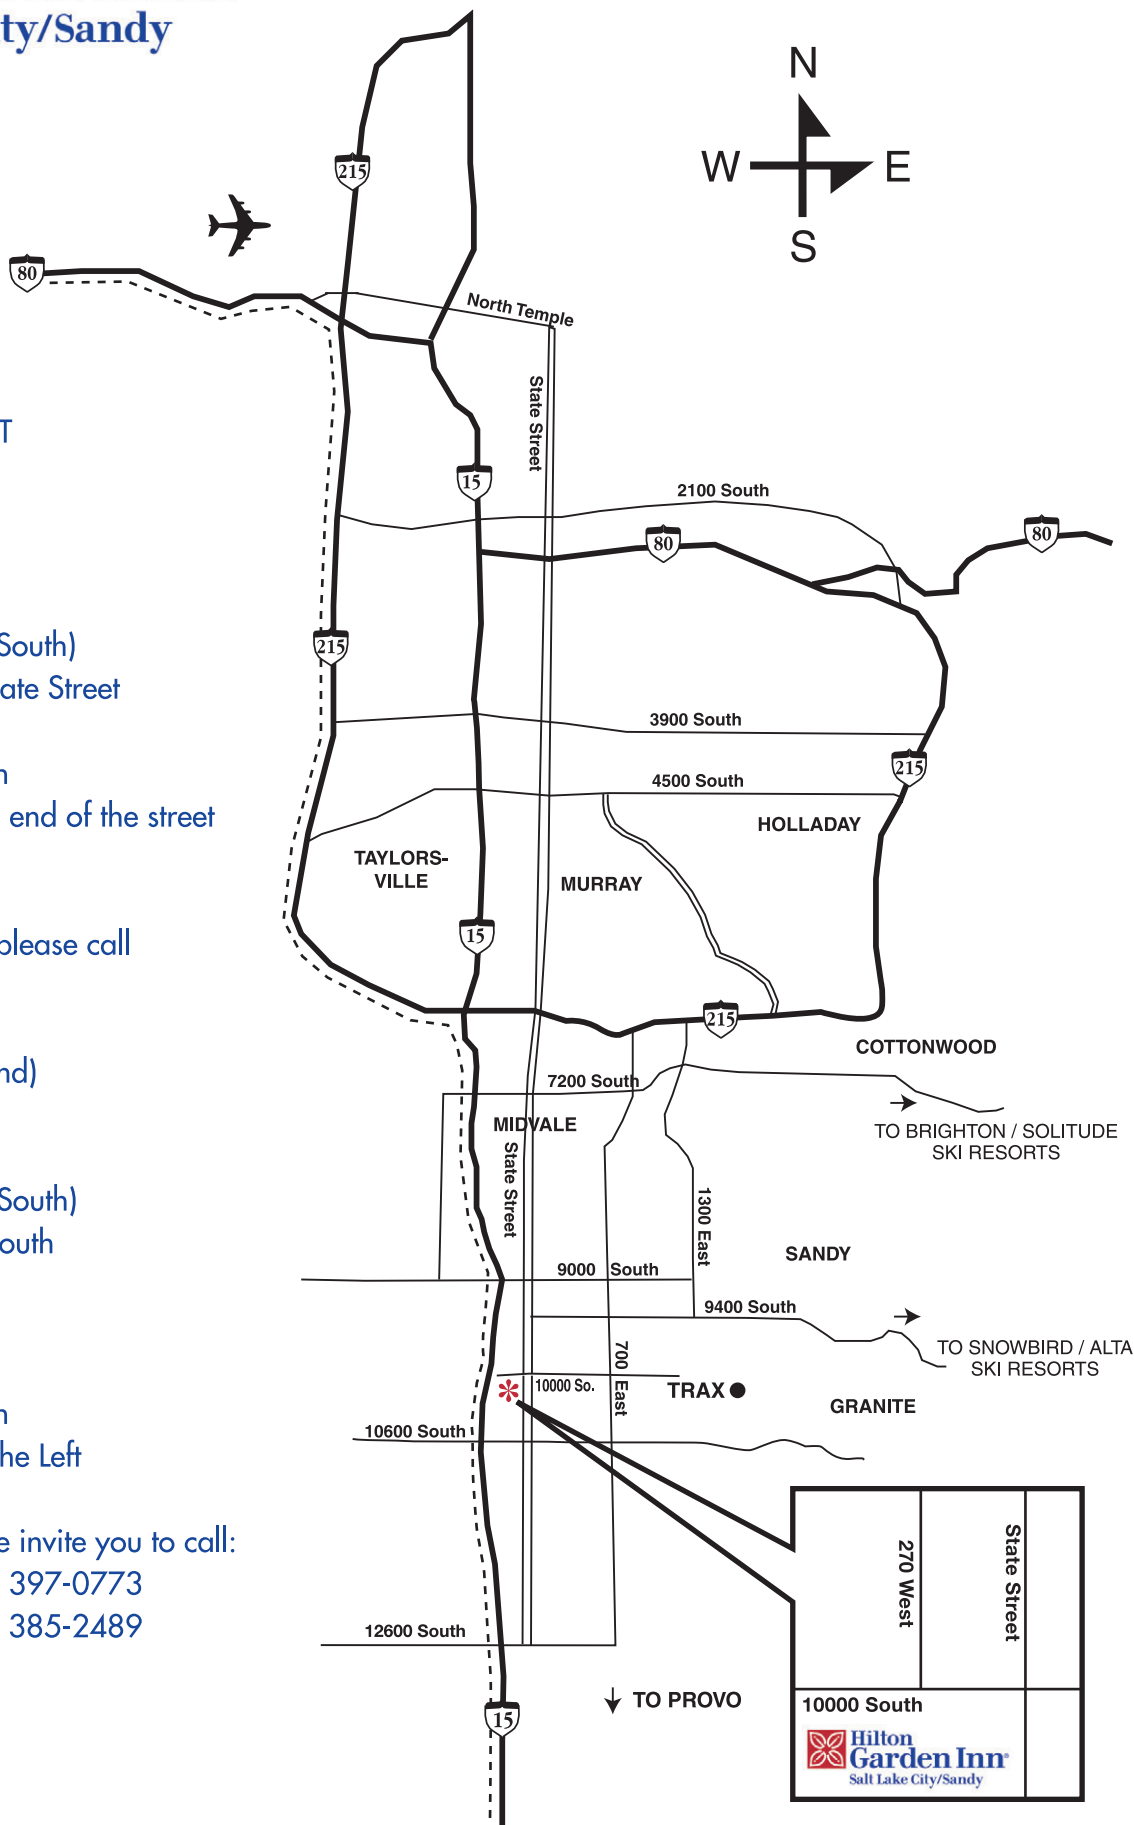 ty/Sandy
N
W E
S
215
80
North Temple
State Street
T
15
2100 South
80
80
215
South)
ate Street
3900 South
215
4500 South
n
end of the street
HOLLADAY
TAYLORS-
VILLE
MURRAY
15
please call
215
COTTONWOOD
nd)
7200 South
MIDVALE
TO BRIGHTON / SOLITUDE
SKI RESORTS
State Street
South)
outh
1300 East
SANDY
9000 South
9400 South
TO SNOWBIRD / ALTA
SKI RESORTS
700 East
10000 So.
TRAX
GRANITE
n
he Left
10600 South
e invite you to call:
397-0773
385-2489
12600 South
270 West
State Street
TO PROVO
15
10000 South
Hilton
Garden Inn
Salt Lake City/Sandy